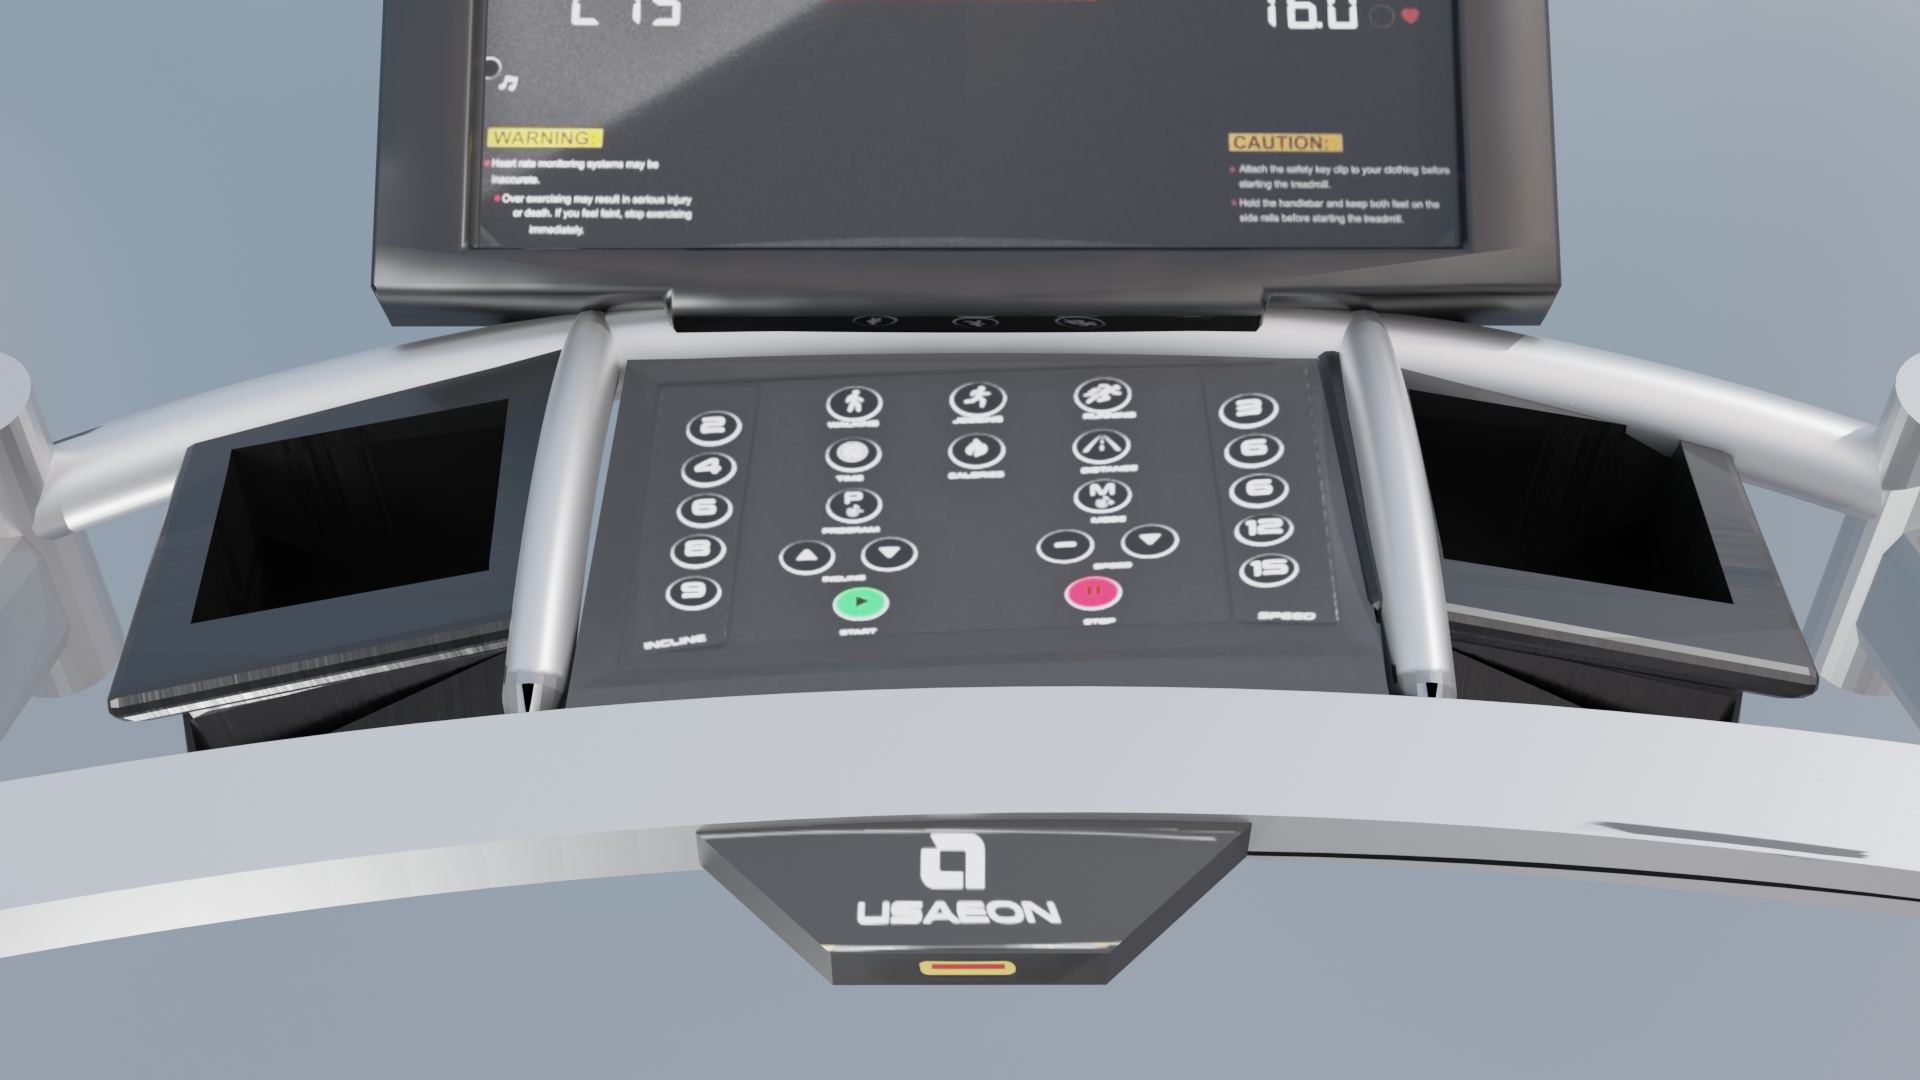 16.0
WARNING:
Heart rate monitoring systems may be
inaccurate.
Over exercising may result in serious injury
or death. If you feel faint, stop exercising
immediately.
CAUTION:
Attach the safety key clip to your clothing before
starting the treadmill.
Hold the handlebar and keep both feet on the
side rails before starting the treadmill.
2
4
6
8
9
INCLINE
WALKING
JOGGING
RUNNING
TIME
CALORIES
DISTANCE
P
PROGRAM
M
MODE
INCLINE
SPEED
START
STOP
3
6
6
12
15
SPEED
USAEON